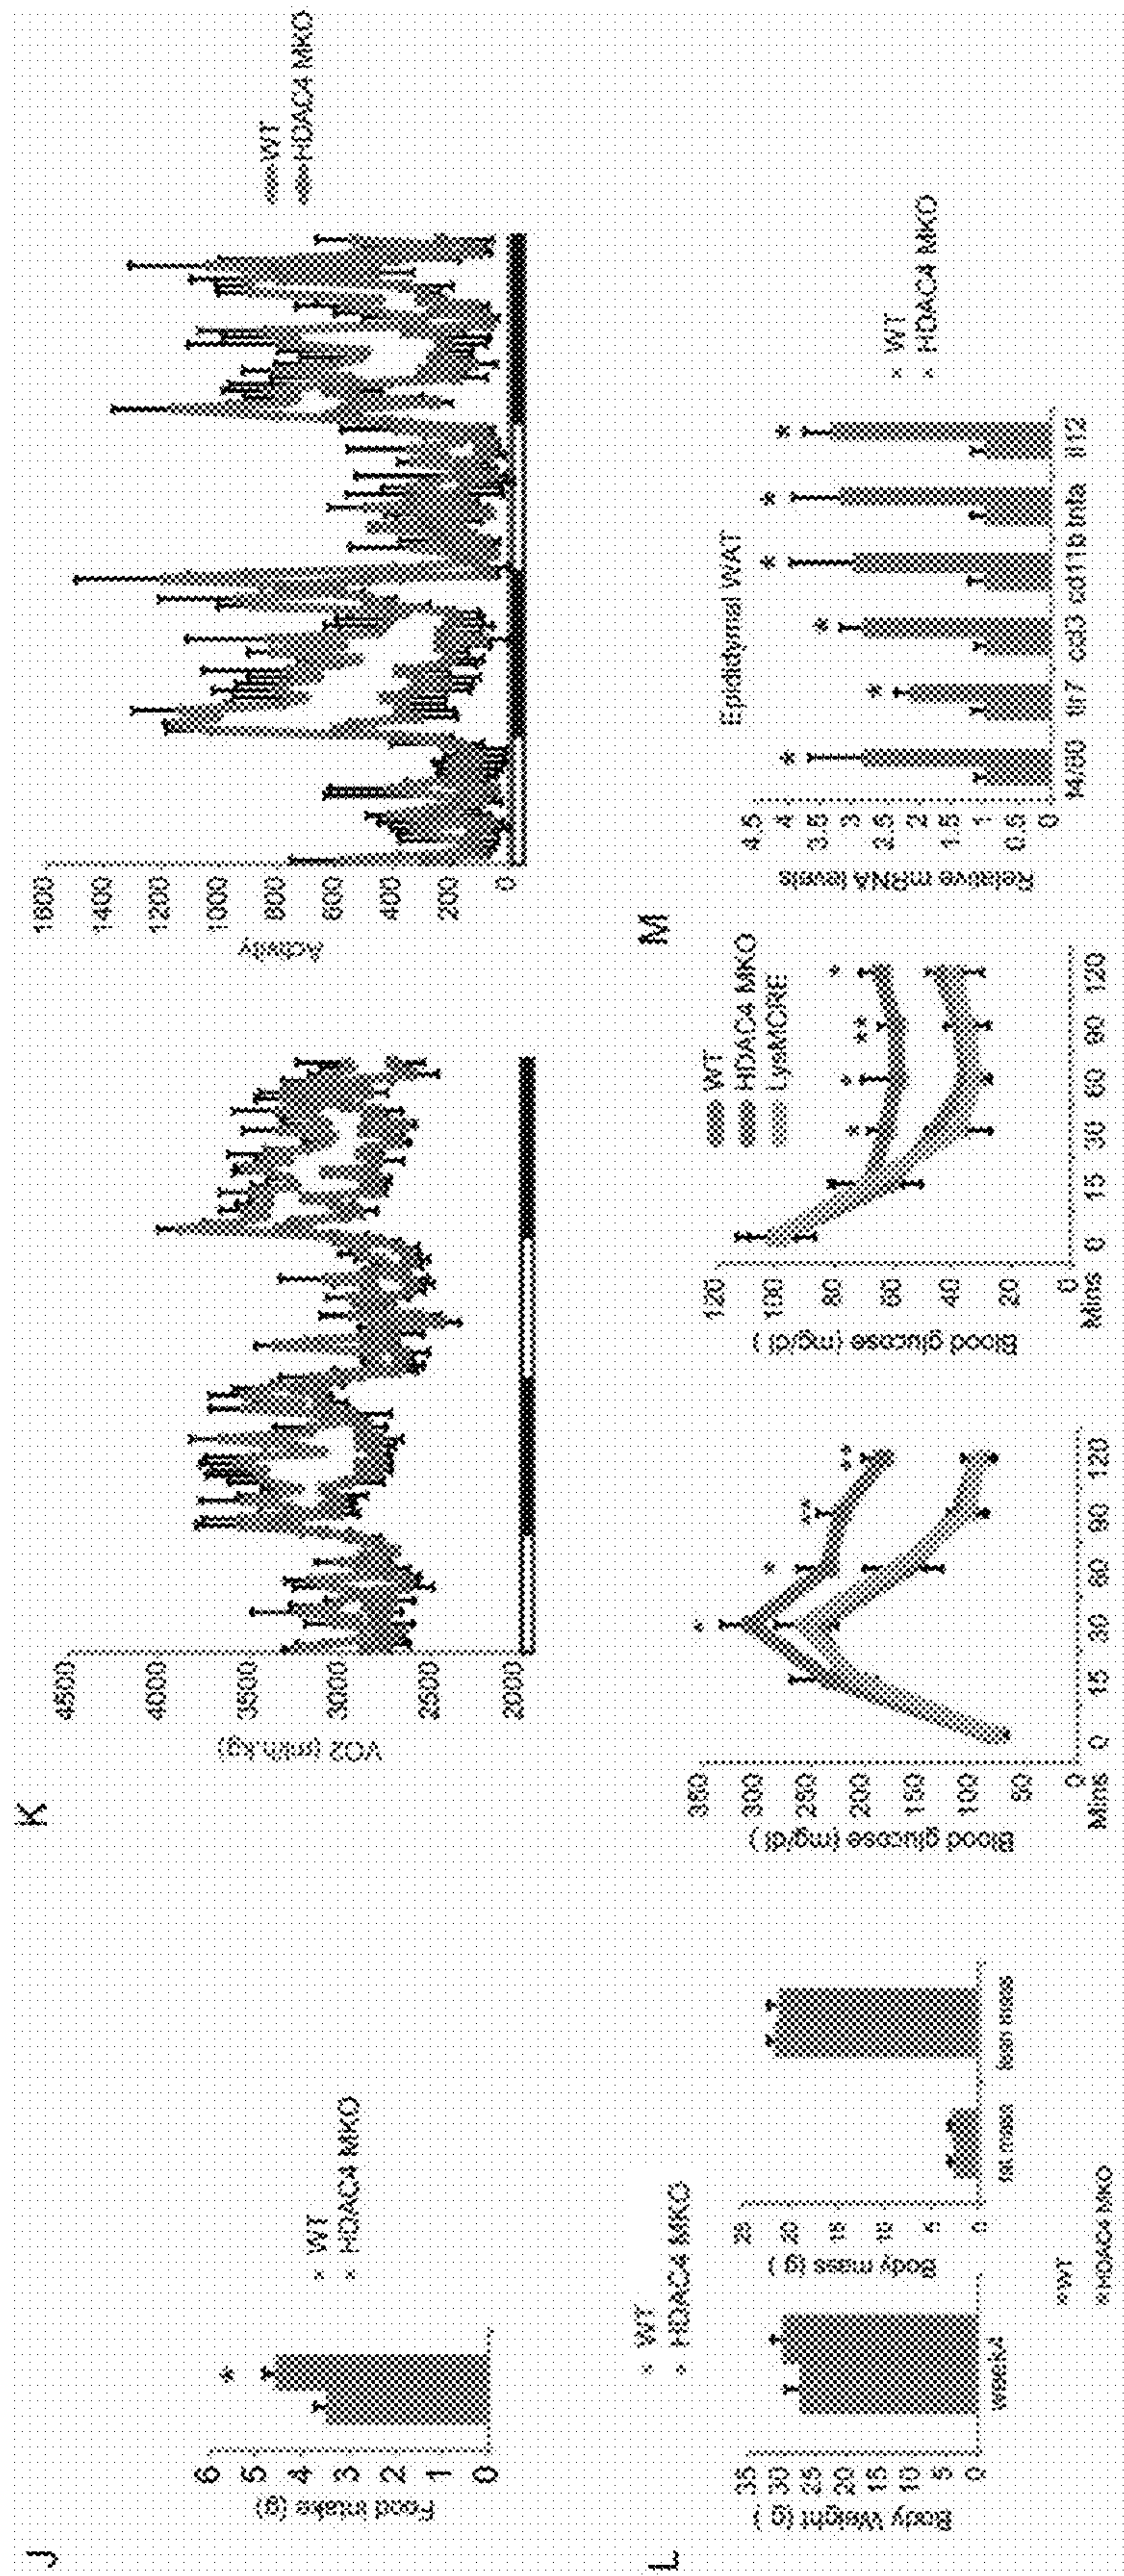 J
Food Intake (g)
6
5
4
3
2
1
0
*
WT
HDAC4 MKO
K
VO2 (ml/h.kg)
4500
4000
3500
3000
2500
2000
Activity
1600
1400
1200
1000
800
600
400
200
0
WT
HDAC4 MKO
L
WT
HDAC4 MKO
Body Weight (g)
35
30
25
20
15
10
5
0
week4
Body mass (g)
25
20
15
10
5
0
fat mass
lean mass
WT
HDAC4 MKO
Blood glucose (mg/dl)
350
300
250
200
150
100
50
0
* * ** **
Mins 0 15 30 60 90 120
Blood glucose (mg/dl)
120
100
80
60
40
20
0
* * ** *
Mins 0 15 30 60 90 120
WT
HDAC4 MKO
LysMCRE
M
Epididymal WAT
Relative mRNA levels
4.5
4
3.5
3
2.5
2
1.5
1
0.5
0
* * * * * *
f4/80 tlr7 cd3 cd11b tnfa il12
WT
HDAC4 MKO